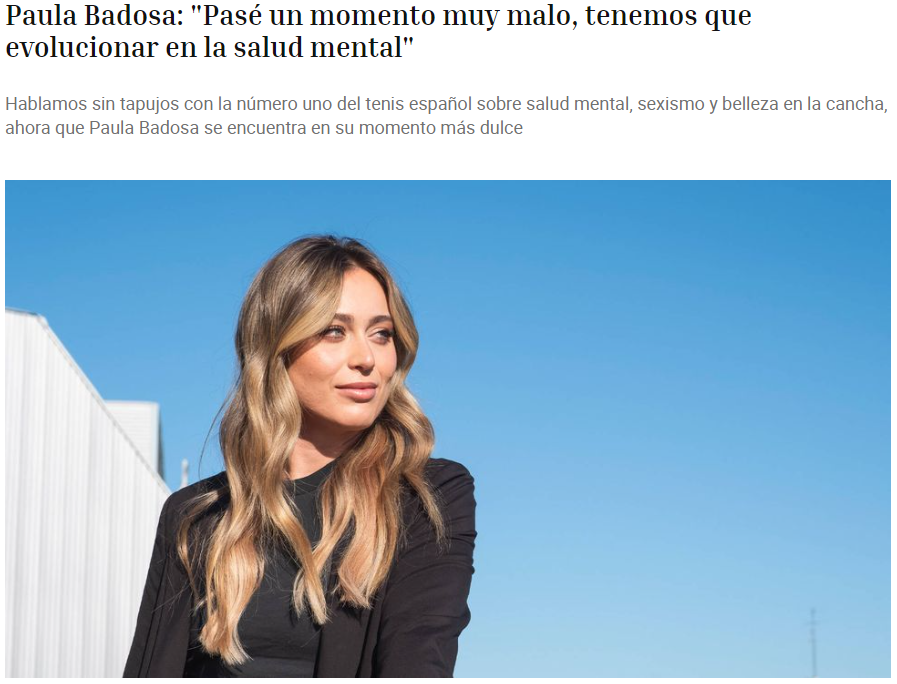 Paula Badosa: "Pasé un momento muy malo, tenemos que
evolucionar en la salud mental"
Hablamos sin tapujos con la número uno del tenis español sobre salud mental, sexismo y belleza en la cancha,
ahora que Paula Badosa se encuentra en su momento más dulce